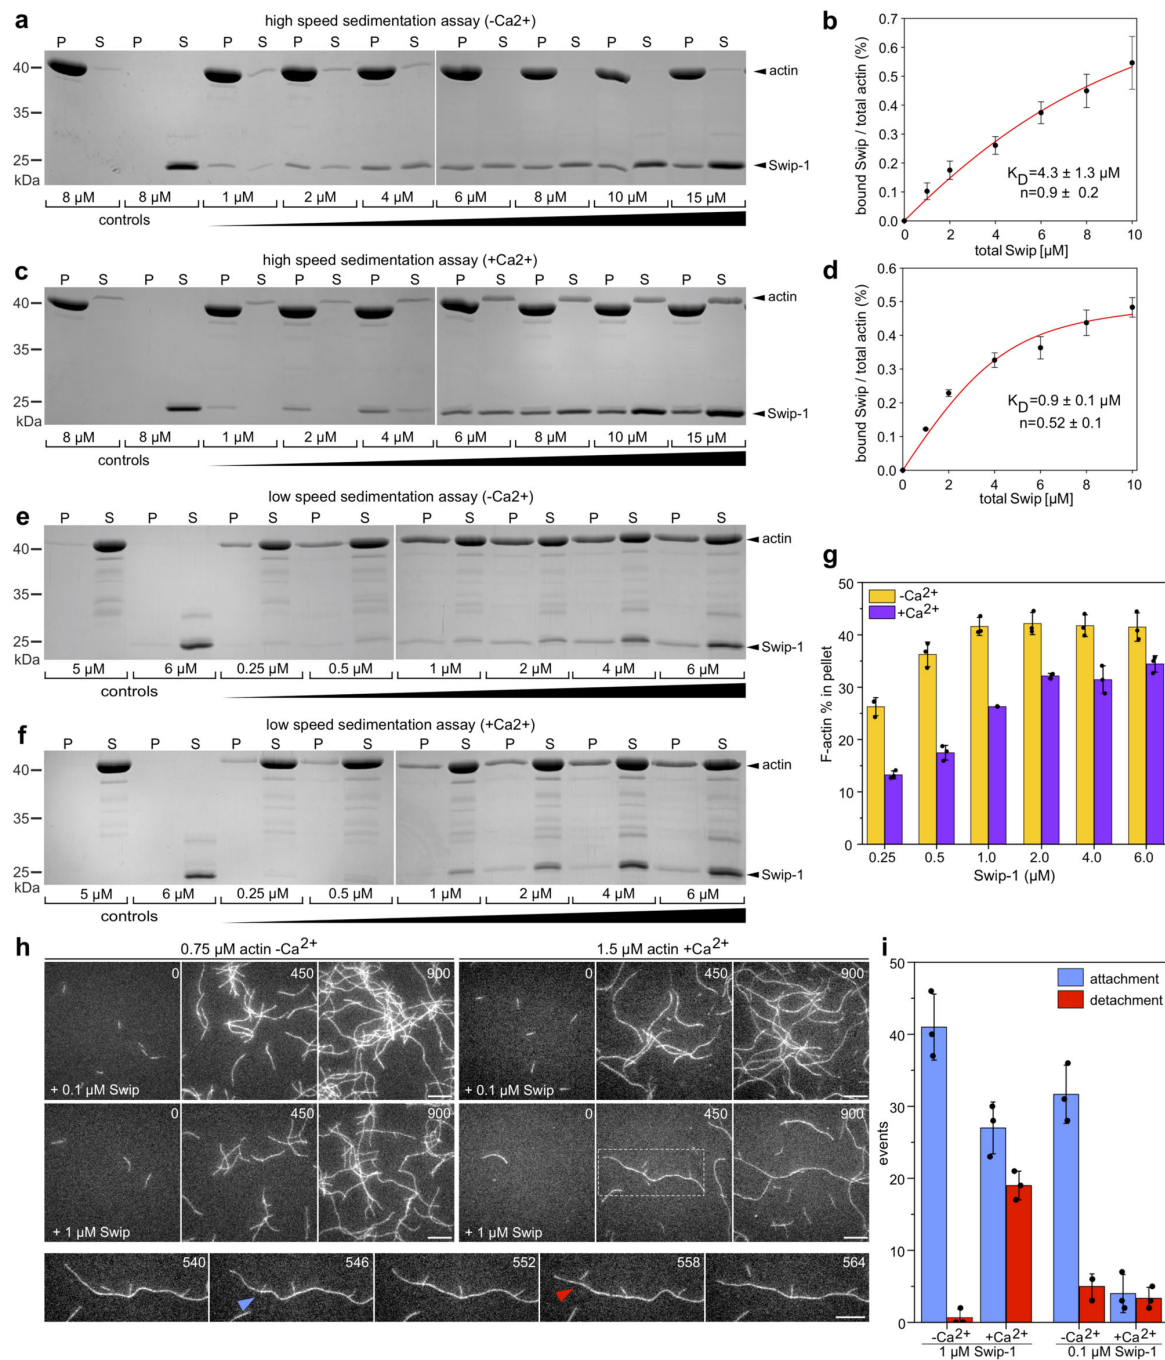 a
high speed sedimentation assay (-Ca2+)
P S P S P S P S P S P S P S P S P S
40
35
25
kDa
actin
Swip-1
8 µM 8 µM 1 µM 2 µM 4 µM 6 µM 8 µM 10 µM 15 µM
controls
b
bound Swip / total actin (%)
0.6
0.5
0.4
0.3
0.2
0.1
0.0
K_D=4.3 ± 1.3 µM
n=0.9 ± 0.2
0 2 4 6 8 10
total Swip [µM]
c
high speed sedimentation assay (+Ca2+)
P S P S P S P S P S P S P S P S P S
40
35
25
kDa
actin
Swip-1
8 µM 8 µM 1 µM 2 µM 4 µM 6 µM 8 µM 10 µM 15 µM
controls
d
bound Swip / total actin (%)
0.6
0.5
0.4
0.3
0.2
0.1
0.0
K_D=0.9 ± 0.1 µM
n=0.52 ± 0.1
0 2 4 6 8 10
total Swip [µM]
e
low speed sedimentation assay (-Ca2+)
P S P S P S P S P S P S P S P S
40
35
25
kDa
actin
Swip-1
5 µM 6 µM 0.25 µM 0.5 µM 1 µM 2 µM 4 µM 6 µM
controls
f
low speed sedimentation assay (+Ca2+)
P S P S P S P S P S P S P S P S
40
35
25
kDa
actin
Swip-1
5 µM 6 µM 0.25 µM 0.5 µM 1 µM 2 µM 4 µM 6 µM
controls
g
F-actin % in pellet
50
40
30
20
10
0
-Ca2+
+Ca2+
0.25 0.5 1.0 2.0 4.0 6.0
Swip-1 (µM)
h
0.75 µM actin -Ca2+
1.5 µM actin +Ca2+
0 450 900 0 450 900
+ 0.1 µM Swip
+ 0.1 µM Swip
0 450 900 0 450 900
+ 1 µM Swip
+ 1 µM Swip
540 546 552 558 564
i
events
50
40
30
20
10
0
attachment
detachment
-Ca2+ +Ca2+ -Ca2+ +Ca2+
1 µM Swip-1 0.1 µM Swip-1